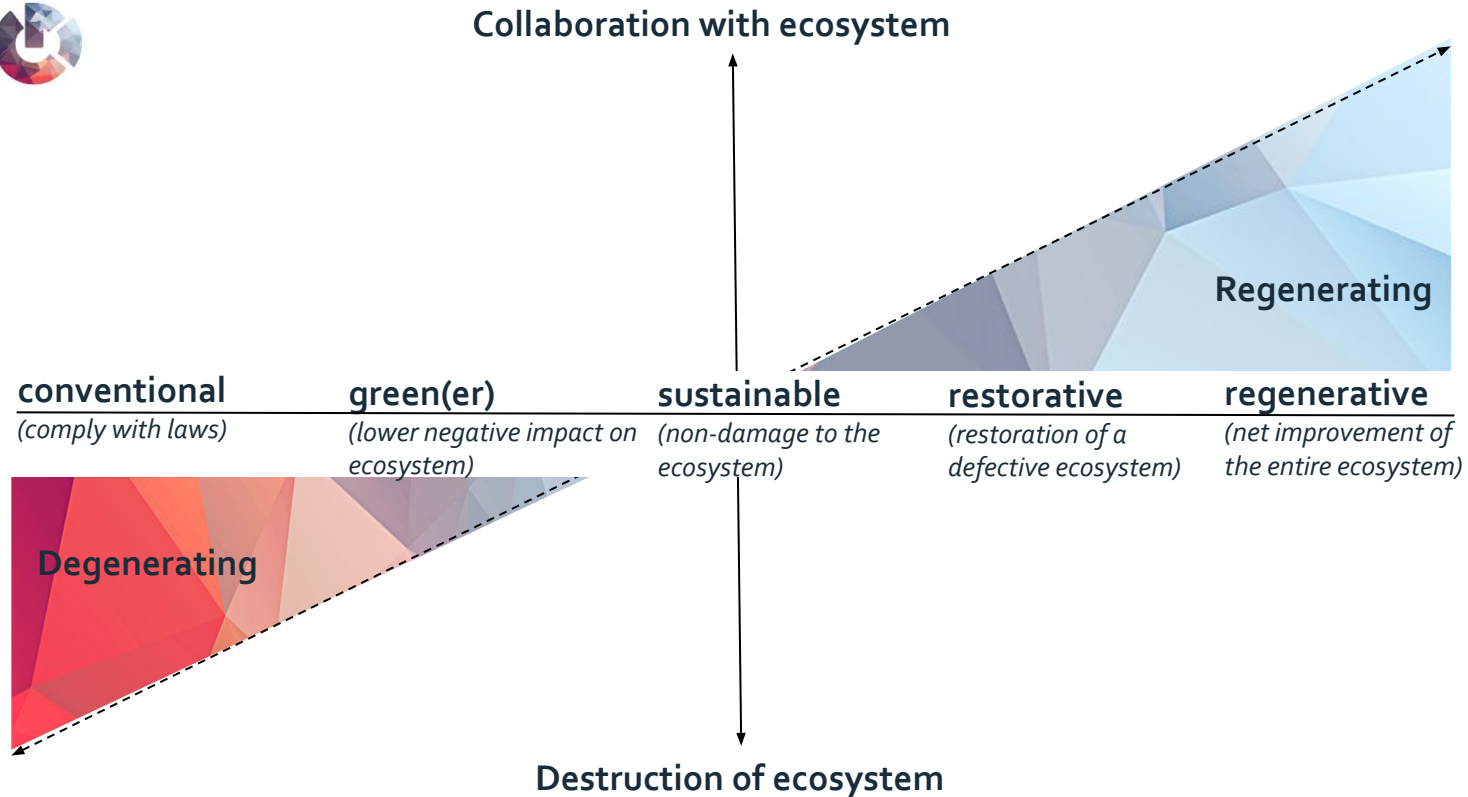 Collaboration with ecosystem
Regenerating
conventional
(comply with laws)
green(er)
(lower negative impact on
ecosystem)
sustainable
(non-damage to the
ecosystem)
restorative
(restoration of a
defective ecosystem)
regenerative
(net improvement of
the entire ecosystem)
Degenerating
Destruction of ecosystem